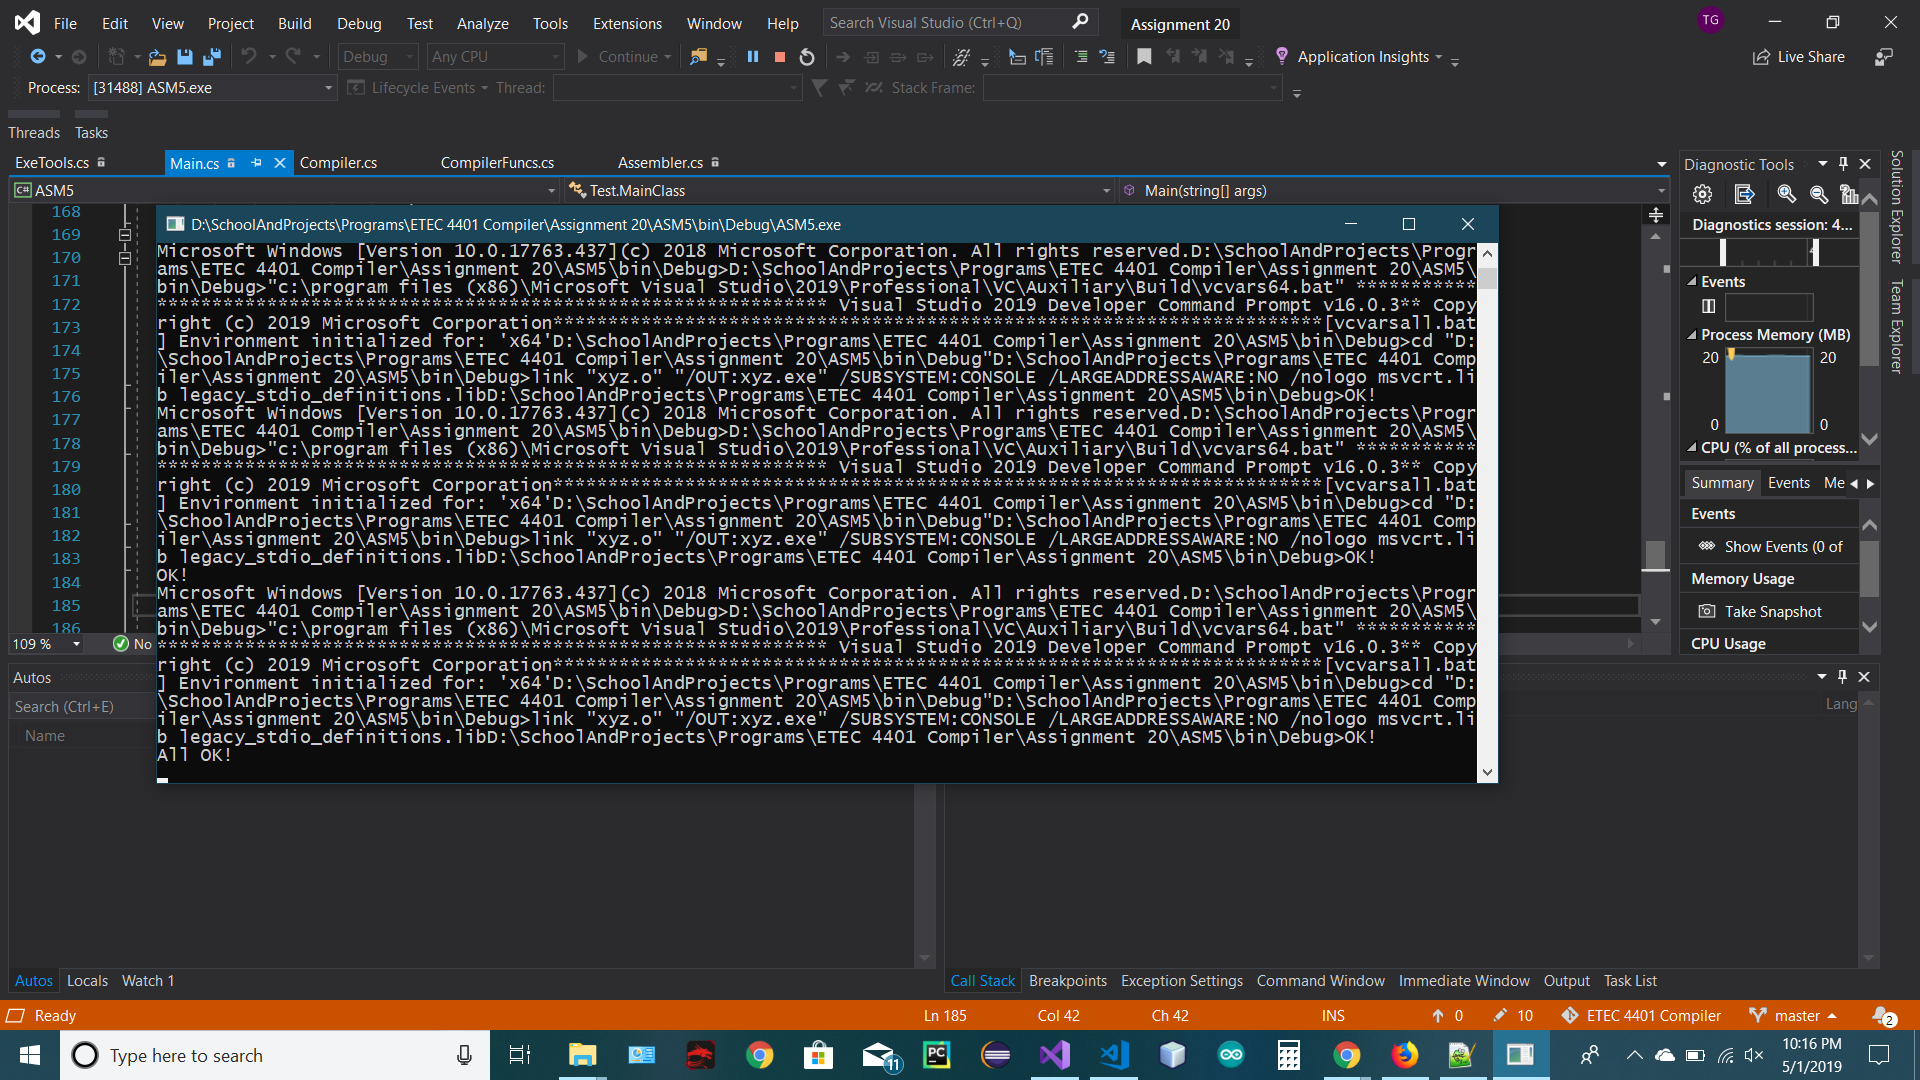 File Edit View Project Build Debug Test Analyze Tools Extensions Window Help Search Visual Studio (Ctrl+Q) Assignment 20 TG
Debug Any CPU Continue Application Insights Live Share
Process: [31488] ASM5.exe Lifecycle Events Thread: Stack Frame:
Threads Tasks
ExeTools.cs Main.cs Compiler.cs CompilerFuncs.cs Assembler.cs
C# ASM5 Test.MainClass Main(string[] args)
168
169
170
171
172
173
174
175
176
177
178
179
180
181
182
183
184
185
186
109 % No
D:\SchoolAndProjects\Programs\ETEC 4401 Compiler\Assignment 20\ASM5\bin\Debug\ASM5.exe
Microsoft Windows [Version 10.0.17763.437](c) 2018 Microsoft Corporation. All rights reserved.D:\SchoolAndProjects\Progr
ams\ETEC 4401 Compiler\Assignment 20\ASM5\bin\Debug>D:\SchoolAndProjects\Programs\ETEC 4401 Compiler\Assignment 20\ASM5\
bin\Debug>"c:\program files (x86)\Microsoft Visual Studio\2019\Professional\VC\Auxiliary\Build\vcvars64.bat" ***********
************************************************************* Visual Studio 2019 Developer Command Prompt v16.0.3** Copy
right (c) 2019 Microsoft Corporation**********************************************************************[vcvarsall.bat
] Environment initialized for: 'x64'D:\SchoolAndProjects\Programs\ETEC 4401 Compiler\Assignment 20\ASM5\bin\Debug>cd "D:
\SchoolAndProjects\Programs\ETEC 4401 Compiler\Assignment 20\ASM5\bin\Debug"D:\SchoolAndProjects\Programs\ETEC 4401 Comp
iler\Assignment 20\ASM5\bin\Debug>link "xyz.o" "/OUT:xyz.exe" /SUBSYSTEM:CONSOLE /LARGEADDRESSAWARE:NO /nologo msvcrt.li
b legacy_stdio_definitions.libD:\SchoolAndProjects\Programs\ETEC 4401 Compiler\Assignment 20\ASM5\bin\Debug>OK!
Microsoft Windows [Version 10.0.17763.437](c) 2018 Microsoft Corporation. All rights reserved.D:\SchoolAndProjects\Progr
ams\ETEC 4401 Compiler\Assignment 20\ASM5\bin\Debug>D:\SchoolAndProjects\Programs\ETEC 4401 Compiler\Assignment 20\ASM5\
bin\Debug>"c:\program files (x86)\Microsoft Visual Studio\2019\Professional\VC\Auxiliary\Build\vcvars64.bat" ***********
************************************************************* Visual Studio 2019 Developer Command Prompt v16.0.3** Copy
right (c) 2019 Microsoft Corporation**********************************************************************[vcvarsall.bat
] Environment initialized for: 'x64'D:\SchoolAndProjects\Programs\ETEC 4401 Compiler\Assignment 20\ASM5\bin\Debug>cd "D:
\SchoolAndProjects\Programs\ETEC 4401 Compiler\Assignment 20\ASM5\bin\Debug"D:\SchoolAndProjects\Programs\ETEC 4401 Comp
iler\Assignment 20\ASM5\bin\Debug>link "xyz.o" "/OUT:xyz.exe" /SUBSYSTEM:CONSOLE /LARGEADDRESSAWARE:NO /nologo msvcrt.li
b legacy_stdio_definitions.libD:\SchoolAndProjects\Programs\ETEC 4401 Compiler\Assignment 20\ASM5\bin\Debug>OK!
OK!
Microsoft Windows [Version 10.0.17763.437](c) 2018 Microsoft Corporation. All rights reserved.D:\SchoolAndProjects\Progr
ams\ETEC 4401 Compiler\Assignment 20\ASM5\bin\Debug>D:\SchoolAndProjects\Programs\ETEC 4401 Compiler\Assignment 20\ASM5\
bin\Debug>"c:\program files (x86)\Microsoft Visual Studio\2019\Professional\VC\Auxiliary\Build\vcvars64.bat" ***********
************************************************************* Visual Studio 2019 Developer Command Prompt v16.0.3** Copy
right (c) 2019 Microsoft Corporation**********************************************************************[vcvarsall.bat
] Environment initialized for: 'x64'D:\SchoolAndProjects\Programs\ETEC 4401 Compiler\Assignment 20\ASM5\bin\Debug>cd "D:
\SchoolAndProjects\Programs\ETEC 4401 Compiler\Assignment 20\ASM5\bin\Debug"D:\SchoolAndProjects\Programs\ETEC 4401 Comp
iler\Assignment 20\ASM5\bin\Debug>link "xyz.o" "/OUT:xyz.exe" /SUBSYSTEM:CONSOLE /LARGEADDRESSAWARE:NO /nologo msvcrt.li
b legacy_stdio_definitions.libD:\SchoolAndProjects\Programs\ETEC 4401 Compiler\Assignment 20\ASM5\bin\Debug>OK!
All OK!
Diagnostic Tools
Diagnostics session: 4...
Events
Process Memory (MB)
20 20
0 0
CPU (% of all process...
Summary Events Me
Events
Show Events (0 of
Memory Usage
Take Snapshot
CPU Usage
Solution Explorer
Team Explorer
Autos
Search (Ctrl+E)
Name
Lang
Autos Locals Watch 1
Call Stack Breakpoints Exception Settings Command Window Immediate Window Output Task List
Ready Ln 185 Col 42 Ch 42 INS 0 10 ETEC 4401 Compiler master 2
Type here to search 11 PC
10:16 PM
5/1/2019